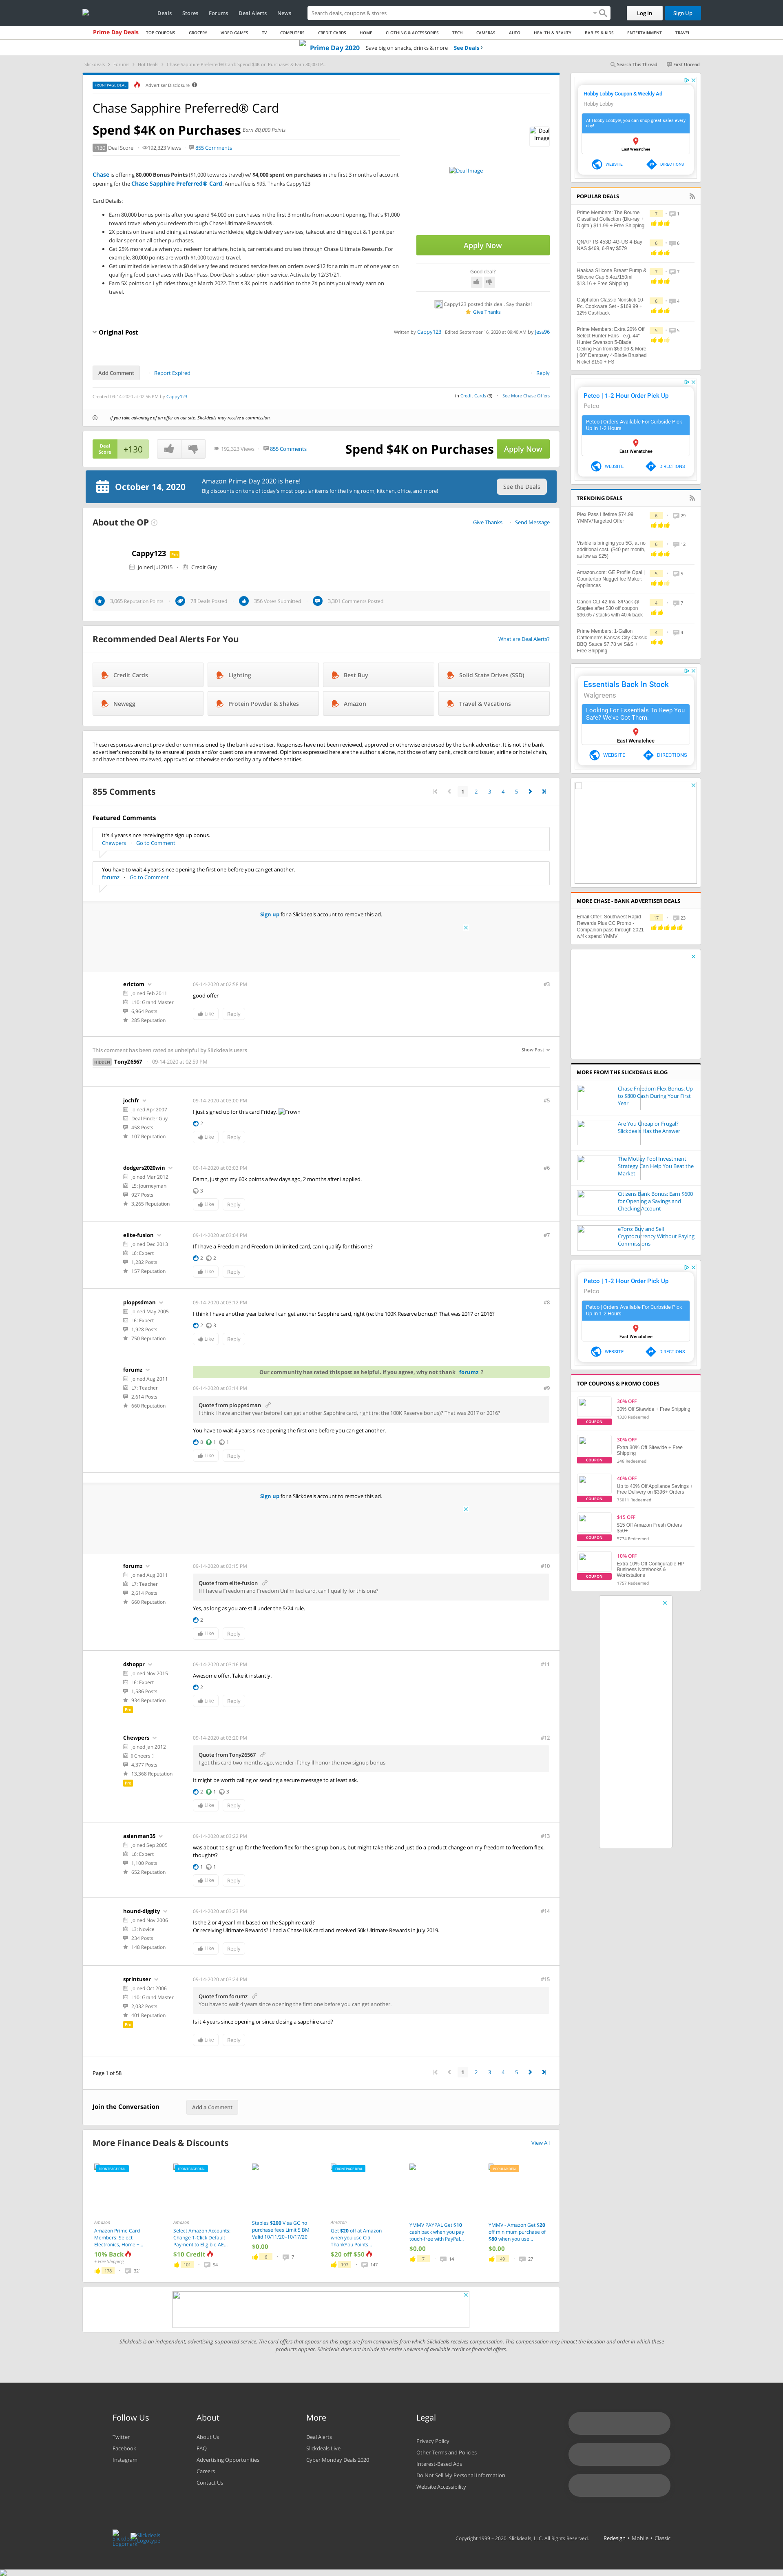 Deals Stores Forums Deal Alerts News
Search deals, coupons & stores
Log In
Sign Up
Prime Day Deals TOP COUPONS GROCERY VIDEO GAMES TV COMPUTERS CREDIT CARDS HOME CLOTHING & ACCESSORIES TECH CAMERAS AUTO HEALTH & BEAUTY BABIES & KIDS ENTERTAINMENT TRAVEL
Prime Day 2020 Save big on snacks, drinks & more See Deals
Slickdeals > Forums > Hot Deals > Chase Sapphire Preferred® Card: Spend $4K on Purchases & Earn 80,000 P...
Search This Thread
First Unread
FRONTPAGE DEAL
Advertiser Disclosure
Chase Sapphire Preferred® Card
Spend $4K on Purchases Earn 80,000 Points
+130 Deal Score 192,323 Views 855 Comments
Chase is offering 80,000 Bonus Points ($1,000 towards travel) w/ $4,000 spent on purchases in the first 3 months of account opening for the Chase Sapphire Preferred® Card. Annual fee is $95. Thanks Cappy123
Card Details:
Earn 80,000 bonus points after you spend $4,000 on purchases in the first 3 months from account opening. That's $1,000 toward travel when you redeem through Chase Ultimate Rewards®.
2X points on travel and dining at restaurants including eligible delivery services, takeout and dining out & 1 point per dollar spent on all other purchases.
Get 25% more value when you redeem for airfare, hotels, car rentals and cruises through Chase Ultimate Rewards. For example, 80,000 points are worth $1,000 toward travel.
Get unlimited deliveries with a $0 delivery fee and reduced service fees on orders over $12 for a minimum of one year on qualifying food purchases with DashPass, DoorDash's subscription service. Activate by 12/31/21.
Earn 5X points on Lyft rides through March 2022. That's 3X points in addition to the 2X points you already earn on travel.
Deal Image
Deal Image
Apply Now
Good deal?
Cappy123 posted this deal. Say thanks!
Give Thanks
Original Post
Written by Cappy123 Edited September 16, 2020 at 09:40 AM by Jess96
Add Comment
Report Expired
Reply
Created 09-14-2020 at 02:56 PM by Cappy123
in Credit Cards (3) See More Chase Offers
If you take advantage of an offer on our site, Slickdeals may receive a commission.
Deal Score
+130
192,323 Views 855 Comments
Spend $4K on Purchases
Apply Now
October 14, 2020
Amazon Prime Day 2020 is here!
Big discounts on tons of today's most popular items for the living room, kitchen, office, and more!
See the Deals
About the OP
Give Thanks Send Message
Cappy123 Pro
Joined Jul 2015 Credit Guy
3,065 Reputation Points 78 Deals Posted 356 Votes Submitted 3,301 Comments Posted
Recommended Deal Alerts For You
What are Deal Alerts?
Credit Cards
Lighting
Best Buy
Solid State Drives (SSD)
Newegg
Protein Powder & Shakes
Amazon
Travel & Vacations
These responses are not provided or commissioned by the bank advertiser. Responses have not been reviewed, approved or otherwise endorsed by the bank advertiser. It is not the bank advertiser's responsibility to ensure all posts and/or questions are answered. Opinions expressed here are the author's alone, not those of any bank, credit card issuer, airline or hotel chain, and have not been reviewed, approved or otherwise endorsed by any of these entities.
855 Comments
1 2 3 4 5
Featured Comments
It's 4 years since receiving the sign up bonus.
Chewpers Go to Comment
You have to wait 4 years since opening the first one before you can get another.
forumz Go to Comment
Sign up for a Slickdeals account to remove this ad.
erictom
Joined Feb 2011
L10: Grand Master
6,964 Posts
285 Reputation
09-14-2020 at 02:58 PM
#3
good offer
Like Reply
This comment has been rated as unhelpful by Slickdeals users
Show Post
HIDDEN TonyZ6567 09-14-2020 at 02:59 PM
jochfr
Joined Apr 2007
Deal Finder Guy
458 Posts
107 Reputation
09-14-2020 at 03:00 PM
#5
I just signed up for this card Friday. Frown
2
Like Reply
dodgers2020win
Joined Mar 2012
L5: Journeyman
927 Posts
3,265 Reputation
09-14-2020 at 03:03 PM
#6
Damn, just got my 60k points a few days ago, 2 months after i applied.
3
Like Reply
elite-fusion
Joined Dec 2013
L6: Expert
1,282 Posts
157 Reputation
09-14-2020 at 03:04 PM
#7
If I have a Freedom and Freedom Unlimited card, can I qualify for this one?
2 2
Like Reply
ploppsdman
Joined May 2005
L6: Expert
1,928 Posts
750 Reputation
09-14-2020 at 03:12 PM
#8
I think I have another year before I can get another Sapphire card, right (re: the 100K Reserve bonus)? That was 2017 or 2016?
2 3
Like Reply
forumz
Joined Aug 2011
L7: Teacher
2,614 Posts
660 Reputation
Our community has rated this post as helpful. If you agree, why not thank forumz ?
09-14-2020 at 03:14 PM
#9
Quote from ploppsdman
I think I have another year before I can get another Sapphire card, right (re: the 100K Reserve bonus)? That was 2017 or 2016?
You have to wait 4 years since opening the first one before you can get another.
8 1 1
Like Reply
Sign up for a Slickdeals account to remove this ad.
forumz
Joined Aug 2011
L7: Teacher
2,614 Posts
660 Reputation
09-14-2020 at 03:15 PM
#10
Quote from elite-fusion
If I have a Freedom and Freedom Unlimited card, can I qualify for this one?
Yes, as long as you are still under the 5/24 rule.
2
Like Reply
dshoppr
Joined Nov 2015
L6: Expert
1,586 Posts
934 Reputation
Pro
09-14-2020 at 03:16 PM
#11
Awesome offer. Take it instantly.
2
Like Reply
Chewpers
Joined Jan 2012
: Cheers :
4,377 Posts
13,368 Reputation
Pro
09-14-2020 at 03:20 PM
#12
Quote from TonyZ6567
I got this card two months ago, wonder if they'll honor the new signup bonus
It might be worth calling or sending a secure message to at least ask.
2 1 3
Like Reply
asianman35
Joined Sep 2005
L6: Expert
1,100 Posts
652 Reputation
09-14-2020 at 03:21 PM
#13
was about to sign up for the freedom flex for the signup bonus, but might take this and just do a product change on my freedom to freedom flex. thoughts?
1 1
Like Reply
hound-diggity
Joined Nov 2006
L3: Novice
234 Posts
148 Reputation
09-14-2020 at 03:23 PM
#14
Is the 2 or 4 year limit based on the Sapphire card?
Or receiving Ultimate Rewards? I had a Chase INK card and received 50k Ultimate Rewards in July 2019.
Like Reply
sprintuser
Joined Oct 2006
L10: Grand Master
2,032 Posts
401 Reputation
Pro
09-14-2020 at 03:24 PM
#15
Quote from forumz
You have to wait 4 years since opening the first one before you can get another.
Is it 4 years since opening or since closing a sapphire card?
Like Reply
Page 1 of 58
1 2 3 4 5
Join the Conversation
Add a Comment
More Finance Deals & Discounts
View All
FRONTPAGE DEAL
Amazon
Amazon Prime Card Members: Select Electronics, Home +...
10% Back
+ Free Shipping
178 321
FRONTPAGE DEAL
Amazon
Select Amazon Accounts: Change 1-Click Default Payment to Eligible AE...
$10 Credit
105 94
Staples $200 Visa GC no purchase fees Limit 5 BM Valid 10/11/20-10/17/20
$0.00
6 7
FRONTPAGE DEAL
Amazon
Get $20 off at Amazon when you use Citi ThankYou Points...
$20 off $50
197 147
YMMV PAYPAL Get $10 cash back when you pay touch-free with PayPal...
$0.00
7 14
POPULAR DEAL
YMMV - Amazon Get $20 off minimum purchase of $80 when you use...
$0.00
40 27
Hobby Lobby Coupon & Weekly Ad
Hobby Lobby
At Hobby Lobby®, you can shop great sales every day!
East Wenatchee
WEBSITE DIRECTIONS
POPULAR DEALS
Prime Members: The Bourne Classified Collection (Blu-ray + Digital) $11.99 + Free Shipping
7 1
QNAP TS-453D-4G-US 4-Bay NAS $469, 6-Bay $579
6 6
Haakaa Silicone Breast Pump & Silicone Cap 5.4oz/150ml $13.16 + Free Shipping
7 7
Calphalon Classic Nonstick 10-Pc. Cookware Set - $169.99 + 12% Cashback
6 4
Prime Members: Extra 20% Off Select Hunter Fans - e.g. 44" Hunter Swanson 5-Blade Ceiling Fan from $63.06 & More | 60" Dempsey 4-Blade Brushed Nickel $150 + FS
5 5
Petco | 1-2 Hour Order Pick Up
Petco
Petco | Orders Available For Curbside Pick Up In 1-2 Hours
East Wenatchee
WEBSITE DIRECTIONS
TRENDING DEALS
Plex Pass Lifetime $74.99 YMMV/Targeted Offer
6 29
Visible is bringing you 5G, at no additional cost. ($40 per month, as low as $25)
6 12
Amazon.com: GE Profile Opal | Countertop Nugget Ice Maker: Appliances
5 5
Canon CLI-42 Ink, 8/Pack @ Staples after $30 off coupon $96.65 / stacks with 40% back
4 7
Prime Members: 1-Gallon Cattlemen's Kansas City Classic BBQ Sauce $7.78 w/ S&S + Free Shipping
4 4
Essentials Back In Stock
Walgreens
Looking For Essentials To Keep You Safe? We've Got Them.
East Wenatchee
WEBSITE DIRECTIONS
MORE CHASE - BANK ADVERTISER DEALS
Email Offer: Southwest Rapid Rewards Plus CC Promo - Companion pass through 2021 w/4k spend YMMV
17 23
MORE FROM THE SLICKDEALS BLOG
Chase Freedom Flex Bonus: Up to $800 Cash During Your First Year
Are You Cheap or Frugal? Slickdeals Has the Answer
The Motley Fool Investment Strategy Can Help You Beat the Market
Citizens Bank Bonus: Earn $600 for Opening a Savings and Checking Account
eToro: Buy and Sell Cryptocurrency Without Paying Commissions
Petco | 1-2 Hour Order Pick Up
Petco
Petco | Orders Available For Curbside Pick Up In 1-2 Hours
East Wenatchee
WEBSITE DIRECTIONS
TOP COUPONS & PROMO CODES
COUPON
30% OFF
30% Off Sitewide + Free Shipping
1320 Redeemed
COUPON
30% OFF
Extra 30% Off Sitewide + Free Shipping
246 Redeemed
COUPON
40% OFF
Up to 40% Off Appliance Savings + Free Delivery on $396+ Orders
75011 Redeemed
COUPON
$15 OFF
$15 Off Amazon Fresh Orders $50+
5774 Redeemed
COUPON
10% OFF
Extra 10% Off Configurable HP Business Notebooks & Workstations
1751 Redeemed
Slickdeals is an independent, advertising-supported service. The card offers that appear on this page are from companies from which Slickdeals receives compensation. This compensation may impact the location and order in which these products appear. Slickdeals does not include the entire universe of available credit or financial offers.
Follow Us
Twitter
Facebook
Instagram
About
About Us
FAQ
Advertising Opportunities
Careers
Contact Us
More
Deal Alerts
Slickdeals Live
Cyber Monday Deals 2020
Legal
Privacy Policy
Other Terms and Policies
Interest-Based Ads
Do Not Sell My Personal Information
Website Accessibility
Copyright 1999 - 2020, Slickdeals, LLC. All Rights Reserved.
Redesign • Mobile • Classic